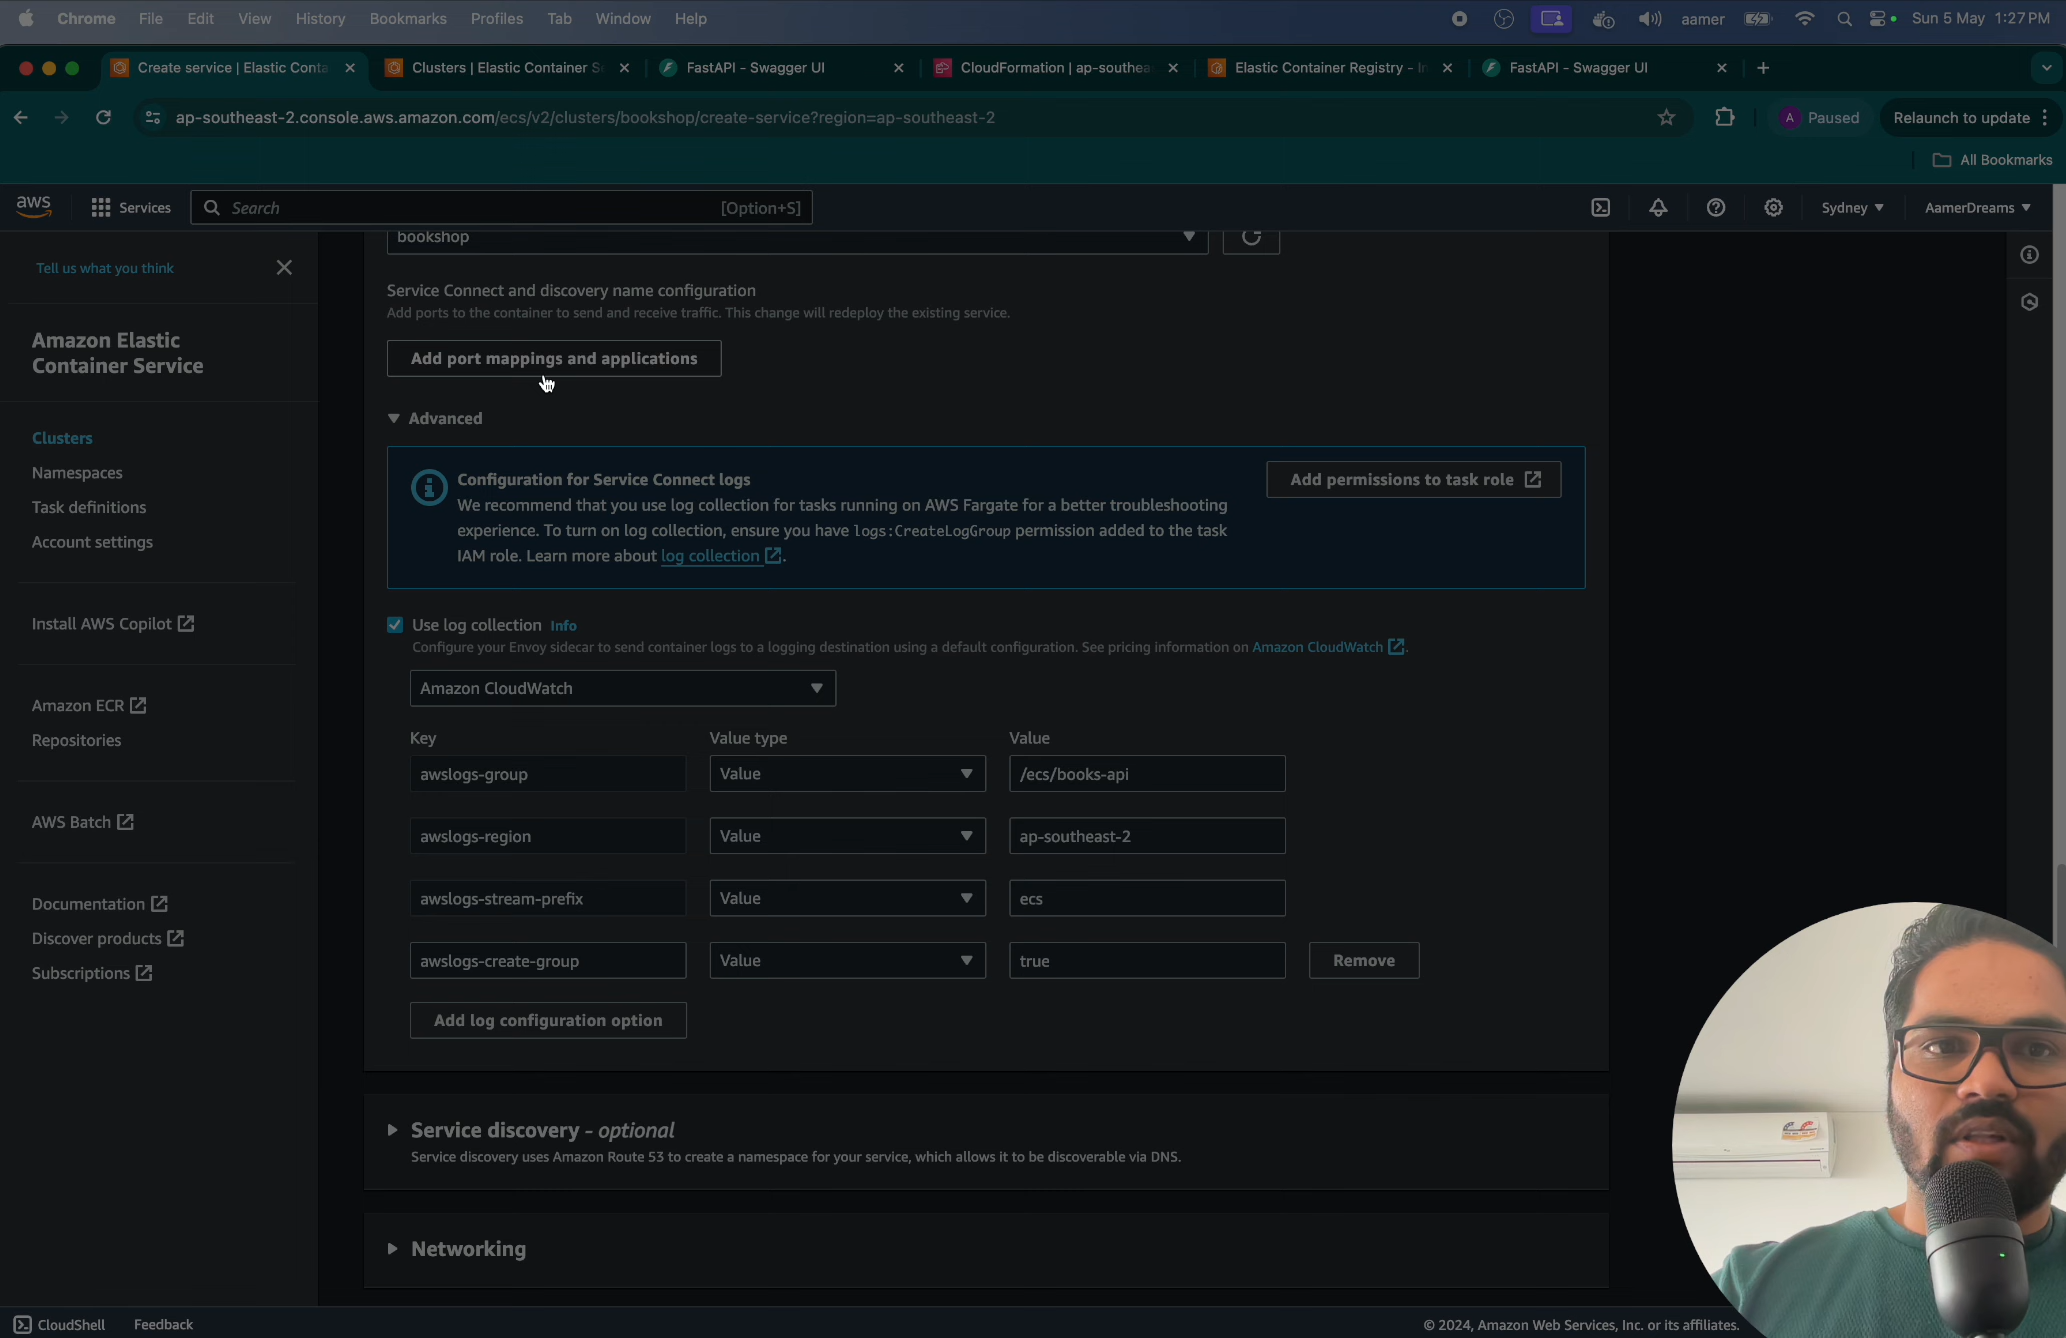 Chrome File Edit View History Bookmarks Profiles Tab Window Help aamer Sun 5 May 1:27 PM
Create service | Elastic Conta Clusters | Elastic Container S FastAPI - Swagger UI CloudFormation | ap-southea Elastic Container Registry - In FastAPI - Swagger UI
ap-southeast-2.console.aws.amazon.com/ecs/v2/clusters/bookshop/create-service?region=ap-southeast-2 A Paused Relaunch to update
All Bookmarks
aws Services Search [Option+S] Sydney AamerDreams
bookshop
Tell us what you think
Amazon Elastic
Container Service
Clusters
Namespaces
Task definitions
Account settings
Install AWS Copilot
Amazon ECR
Repositories
AWS Batch
Documentation
Discover products
Subscriptions
Service Connect and discovery name configuration
Add ports to the container to send and receive traffic. This change will redeploy the existing service.
Add port mappings and applications
Advanced
Configuration for Service Connect logs
We recommend that you use log collection for tasks running on AWS Fargate for a better troubleshooting
experience. To turn on log collection, ensure you have logs:CreateLogGroup permission added to the task
IAM role. Learn more about log collection.
Add permissions to task role
Use log collection Info
Configure your Envoy sidecar to send container logs to a logging destination using a default configuration. See pricing information on Amazon CloudWatch.
Amazon CloudWatch
Key Value type Value
awslogs-group Value /ecs/books-api
awslogs-region Value ap-southeast-2
awslogs-stream-prefix Value ecs
awslogs-create-group Value true Remove
Add log configuration option
Service discovery - optional
Service discovery uses Amazon Route 53 to create a namespace for your service, which allows it to be discoverable via DNS.
Networking
CloudShell Feedback © 2024, Amazon Web Services, Inc. or its affiliates.